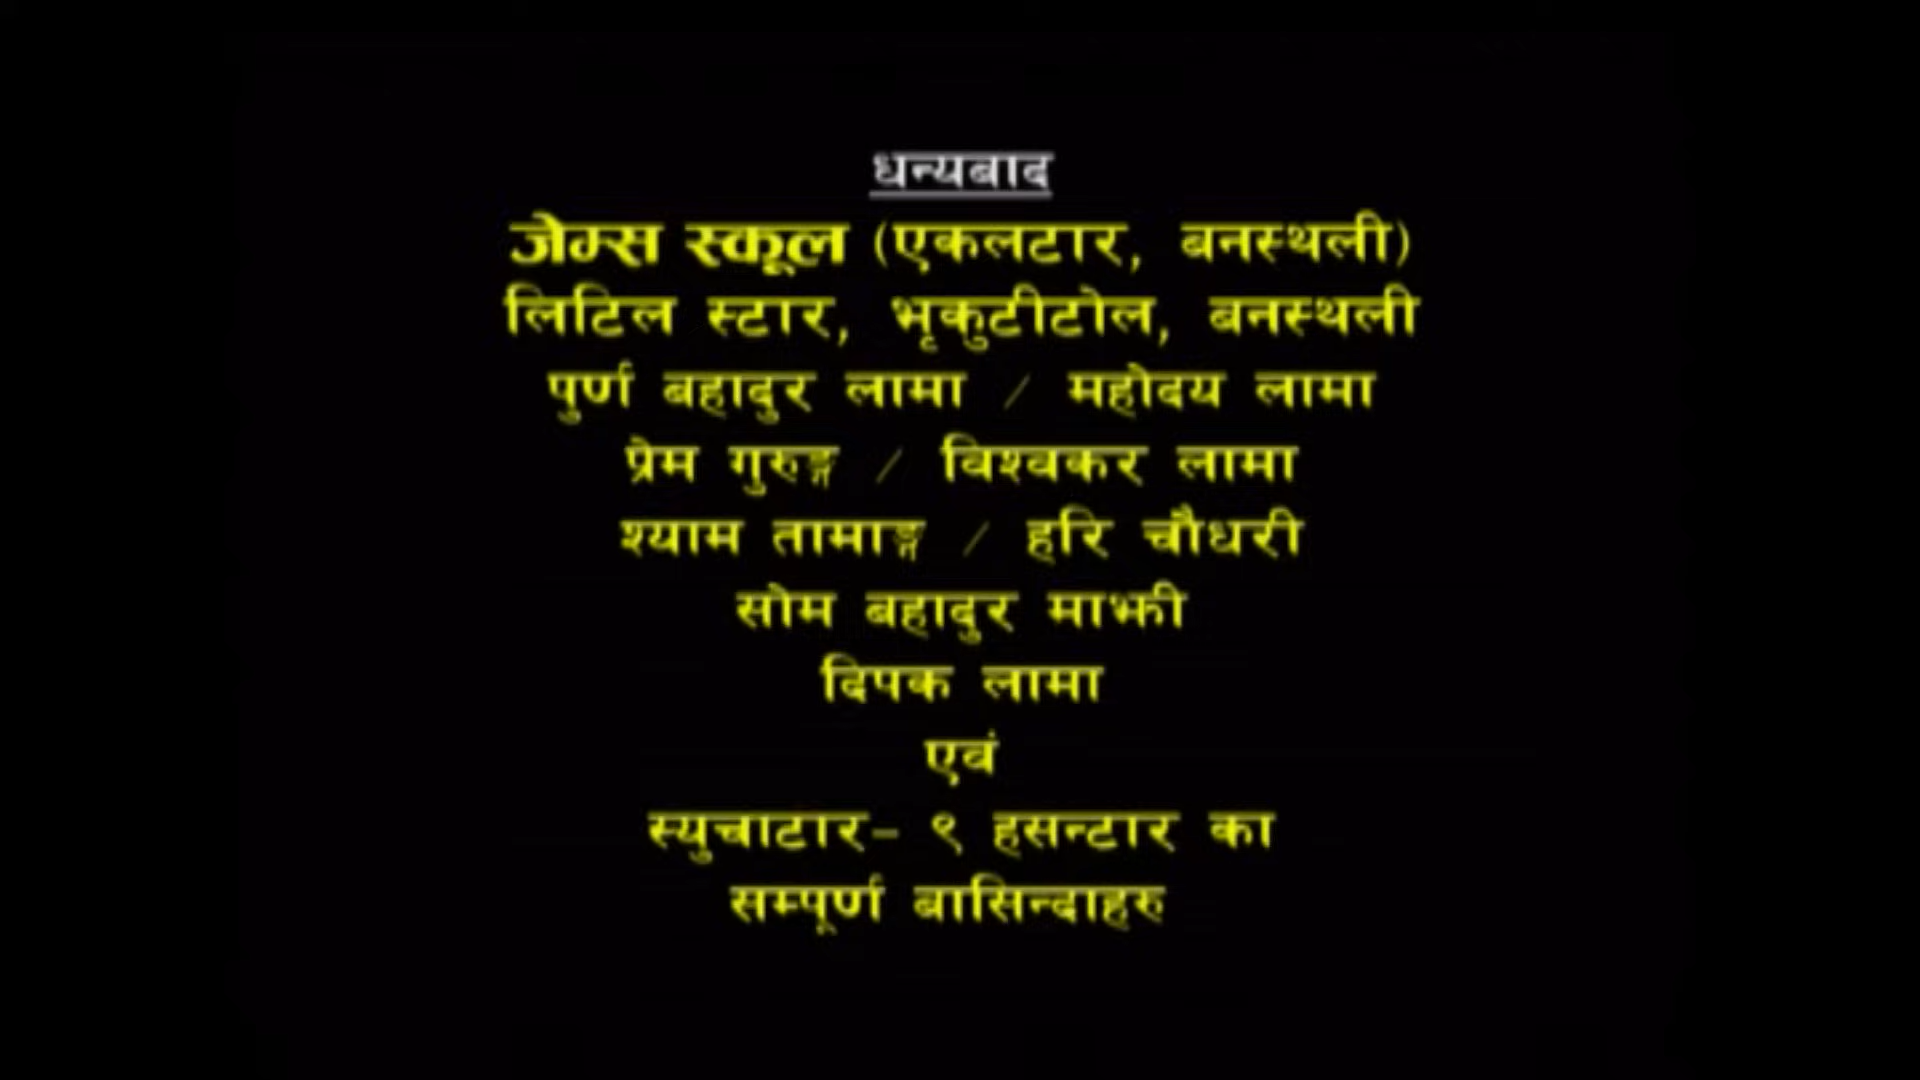 धन्यबाद
जेम्स स्कूल (एकलटार, बनस्थली)
लिटिल स्टार, भृकुटीटोल, बनस्थली
पुर्ण बहादुर लामा / महोदय लामा
प्रेम गुरुङ्ग / विश्वकर लामा
श्याम तामाङ्ग / हरि चौधरी
सोम बहादुर माझी
दिपक लामा
एवं
स्युचाटार- ९ हसन्टार का
सम्पूर्ण बासिन्दाहरु